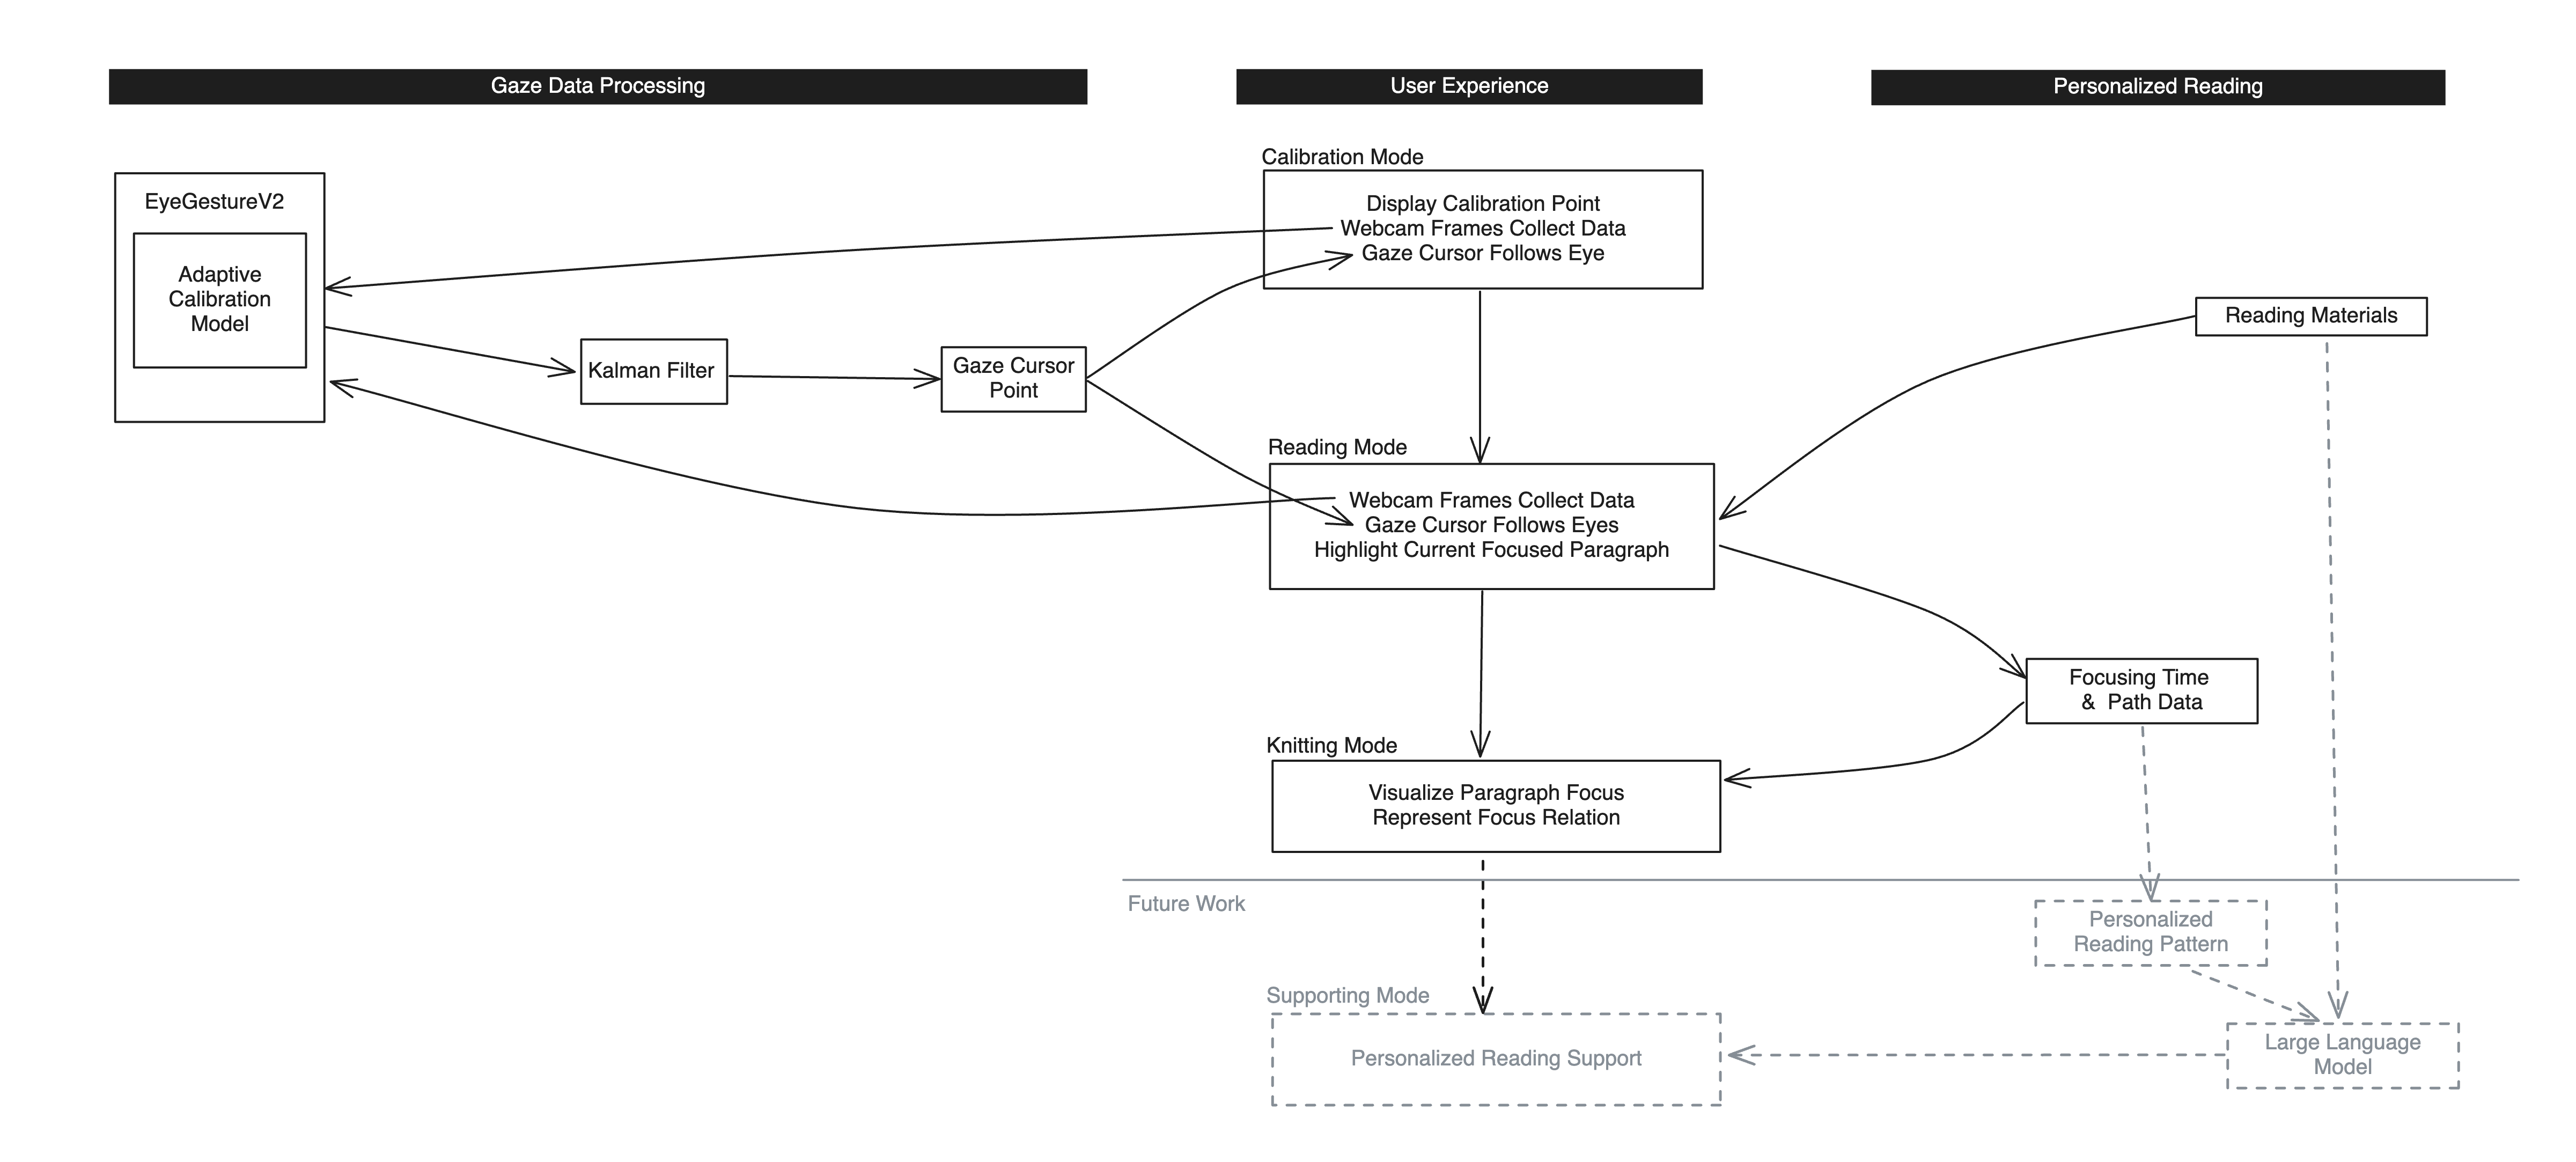 Gaze Data Processing
User Experience
Personalized Reading
EyeGestureV2
Adaptive
Calibration
Model
Kalman Filter
Gaze Cursor
Point
Calibration Mode
Display Calibration Point
Webcam Frames Collect Data
Gaze Cursor Follows Eye
Reading Mode
Webcam Frames Collect Data
Gaze Cursor Follows Eyes
Highlight Current Focused Paragraph
Knitting Mode
Visualize Paragraph Focus
Represent Focus Relation
Reading Materials
Focusing Time
& Path Data
Future Work
Supporting Mode
Personalized Reading Support
Personalized
Reading Pattern
Large Language
Model